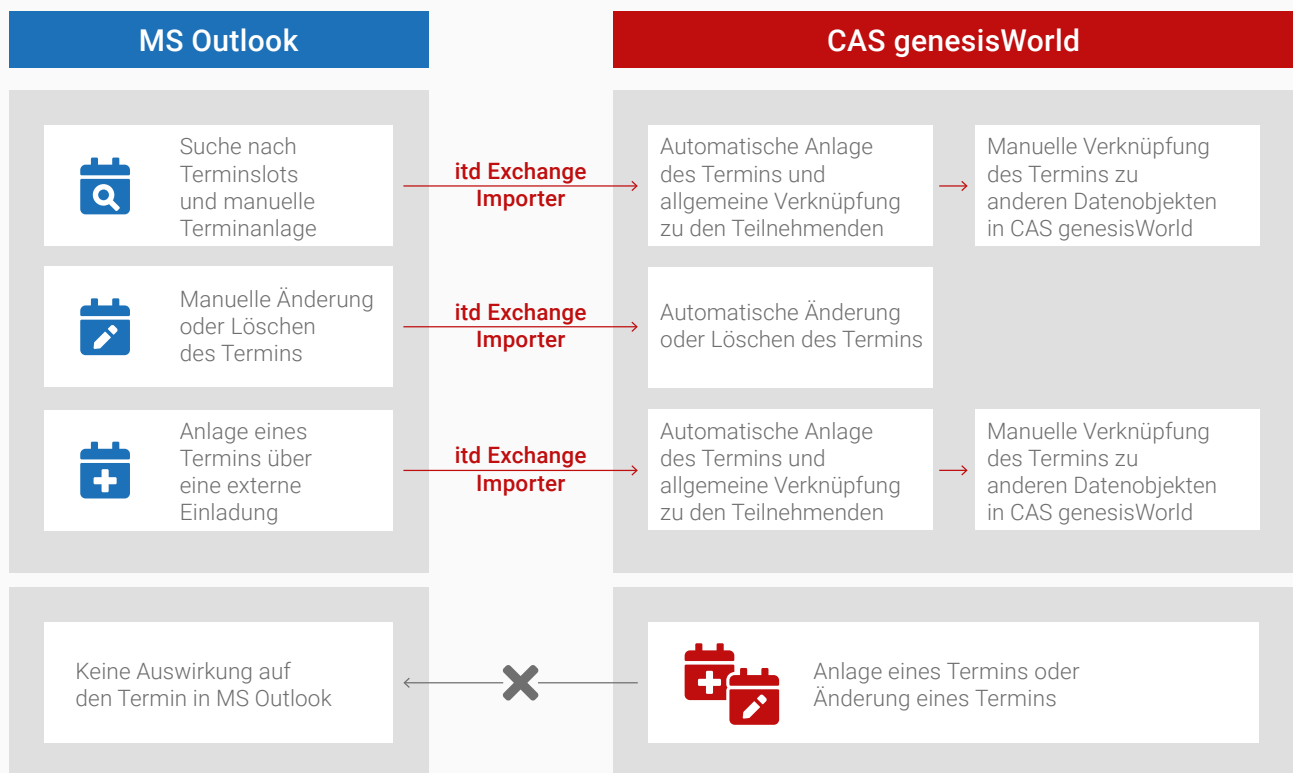 MS Outlook
CAS genesisWorld
Suche nach
Terminslots
und manuelle
Terminanlage
itd Exchange
Importer
Automatische Anlage
des Termins und
allgemeine Verknüpfung
zu den Teilnehmenden
Manuelle Verknüpfung
des Termins zu
anderen Datenobjekten
in CAS genesisWorld
Manuelle Änderung
oder Löschen
des Termins
itd Exchange
Importer
Automatische Änderung
oder Löschen des Termins
Anlage eines
Termins über
eine externe
Einladung
itd Exchange
Importer
Automatische Anlage
des Termins und
allgemeine Verknüpfung
zu den Teilnehmenden
Manuelle Verknüpfung
des Termins zu
anderen Datenobjekten
in CAS genesisWorld
Keine Auswirkung auf
den Termin in MS Outlook
Anlage eines Termins oder
Änderung eines Termins